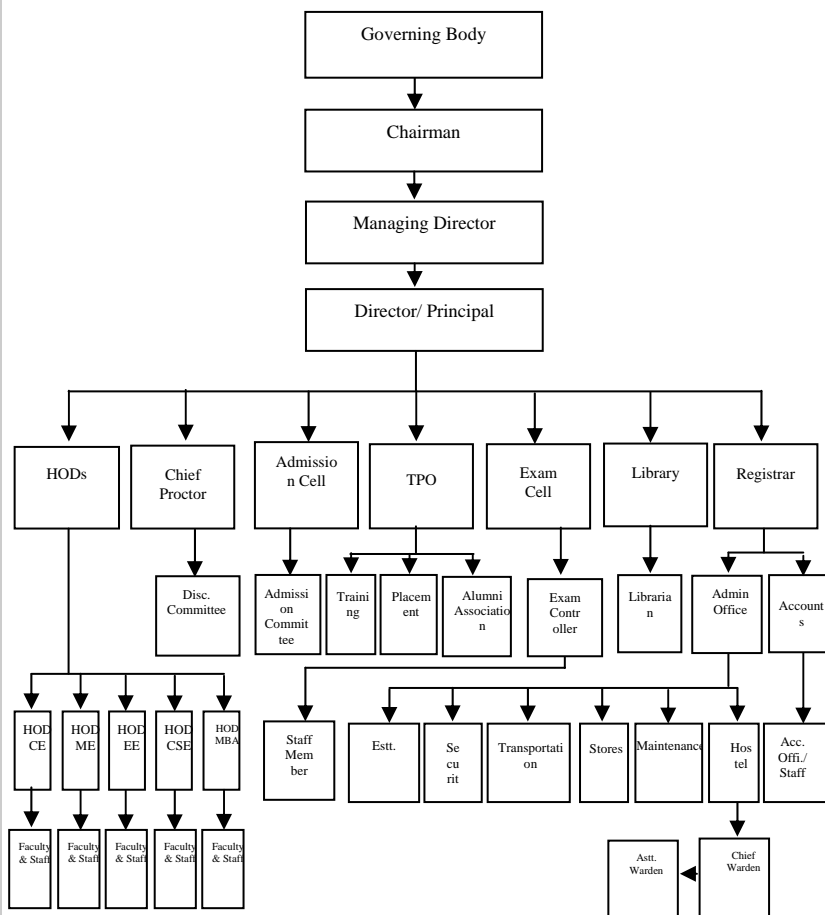 Governing Body
Chairman
Managing Director
Director/ Principal
HODs
Chief
Proctor
Admissio
n Cell
TPO
Exam
Cell
Library
Registrar
Disc.
Committee
Admission
Commit
tee
Traini
ng
Placem
ent
Alumni
Associatio
n
Exam
Contr
oller
Libraria
n
Admin
Office
Account
s
HOD
CE
HOD
ME
HOD
EE
HOD
CSE
HOD
MBA
Staff
Mem
ber
Estt.
Se
cu
rit
Transportati
on
Stores
Maintenance
Hos
tel
Acc.
Offi./
Staff
Faculty
& Staff
Faculty
& Staff
Faculty
& Staff
Faculty
& Staff
Faculty
& Staff
Astt.
Warden
Chief
Warden